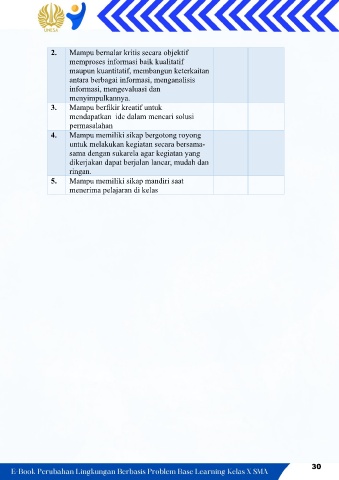 UNESA
2. Mampu bernalar kritis secara objektif
memproses informasi baik kualitatif
maupun kuantitatif, membangun keterkaitan
antara berbagai informasi, menganalisis
informasi, mengevaluasi dan
menyimpulkannya.
3. Mampu berfikir kreatif untuk
mendapatkan ide dalam mencari solusi
permasalahan
4. Mampu memiliki sikap bergotong royong
untuk melakukan kegiatan secara bersama-
sama dengan sukarela agar kegiatan yang
dikerjakan dapat berjalan lancar, mudah dan
ringan.
5. Mampu memiliki sikap mandiri saat
menerima pelajaran di kelas
E-Book Perubahan Lingkungan Berbasis Problem Base Learning Kelas X SMA
30